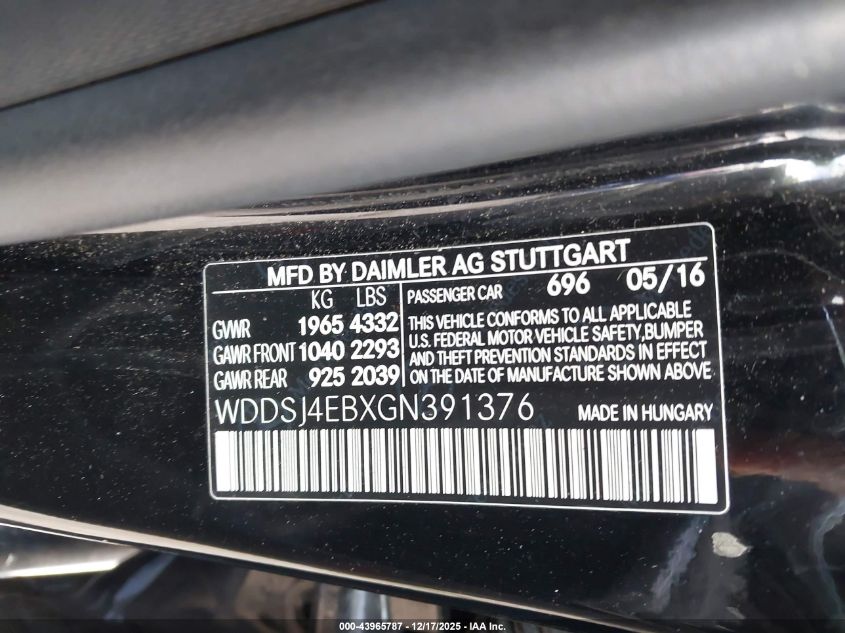 MFD BY DAIMLER AG STUTTGART
KG LBS
GVWR 1965 4332
GAWR FRONT 1040 2293
GAWR REAR 925 2039
PASSENGER CAR 696 05/16
THIS VEHICLE CONFORMS TO ALL APPLICABLE
U.S. FEDERAL MOTOR VEHICLE SAFETY, BUMPER
AND THEFT PREVENTION STANDARDS IN EFFECT
ON THE DATE OF MANUFACTURE SHOWN ABOVE
WDDSJ4EBXGN391376 MADE IN HUNGARY
000-43965787 - 12/17/2025 - IAA Inc.